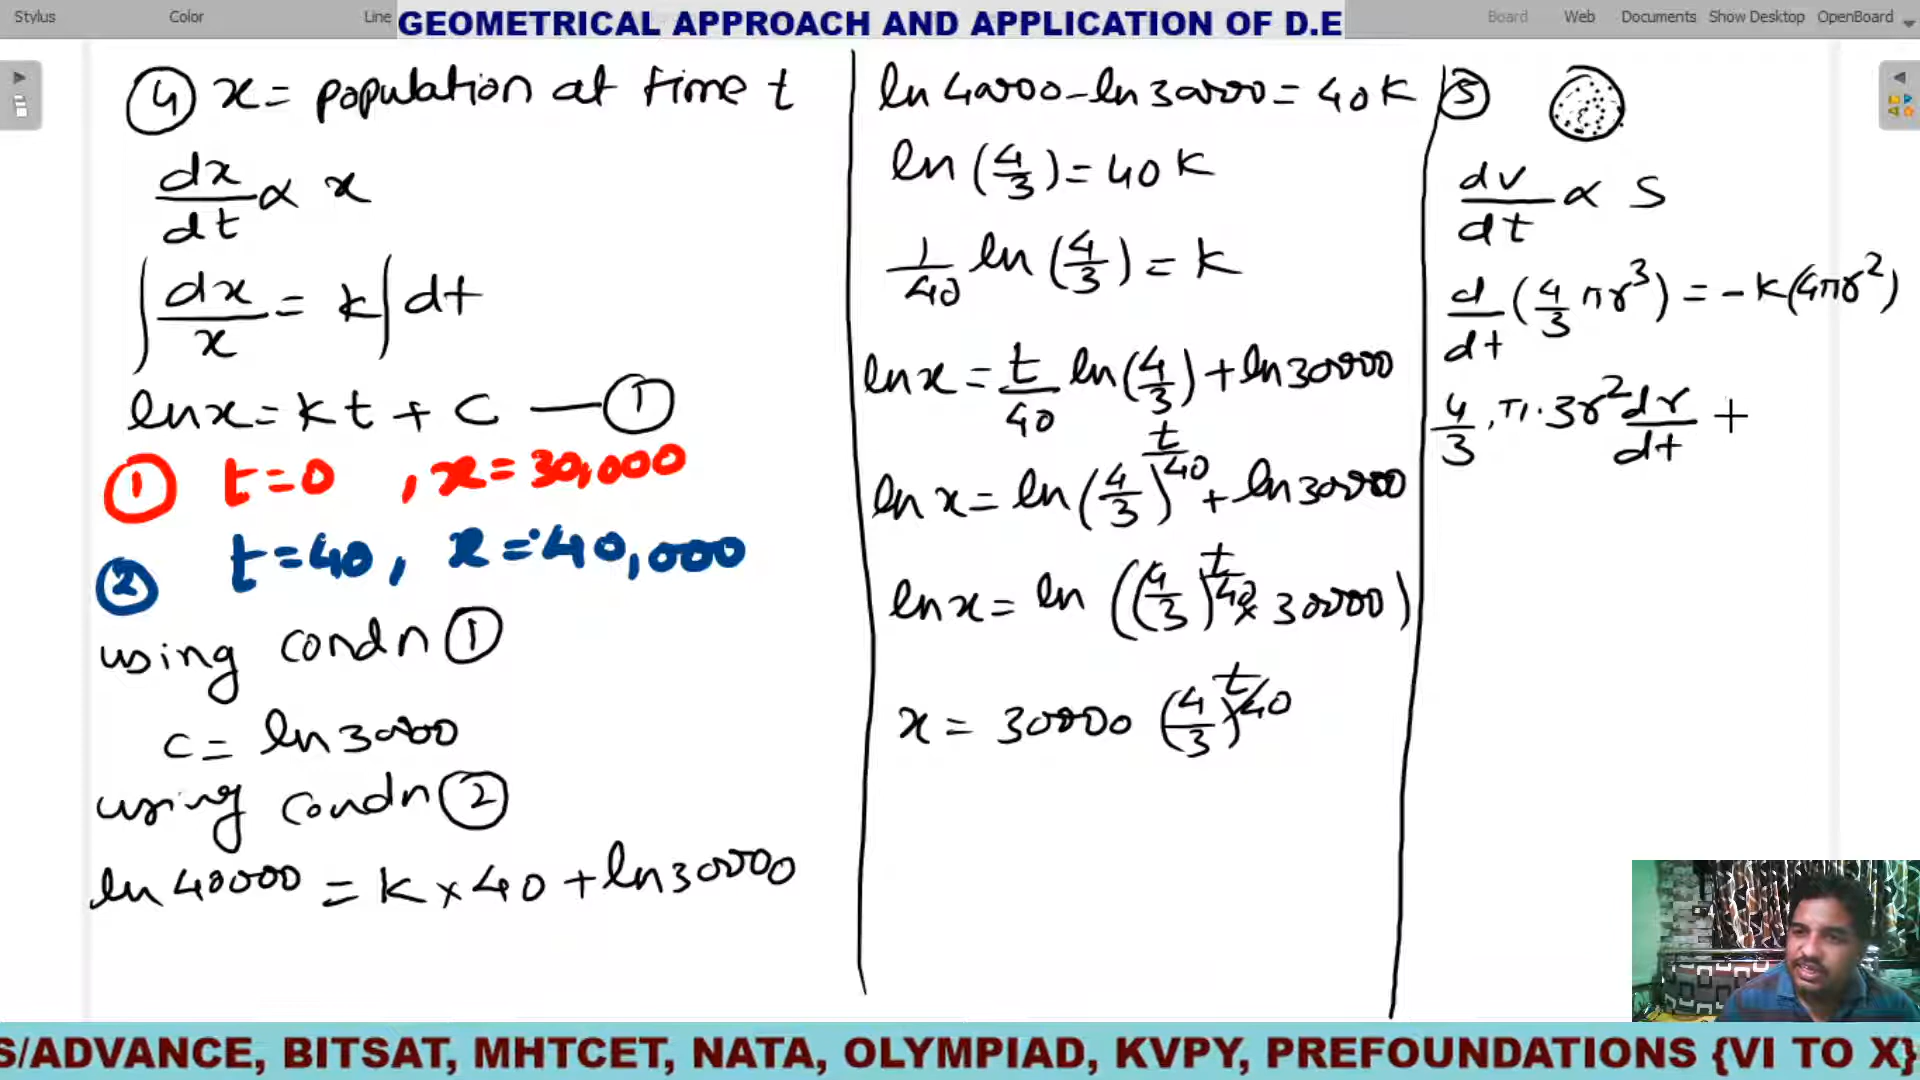 Stylus Color Line Board Web Documents Show Desktop OpenBoard
GEOMETRICAL APPROACH AND APPLICATION OF D.E
④ x = population at time t
dx/dt ∝ x
∫ dx/x = k ∫ dt
ln x = kt + c — ①
① t = 0 , x = 30,000
② t = 40 , x = 40,000
using condn ①
c = ln 30000
using condn ②
ln 40000 = k × 40 + ln 30000
ln 40000 - ln 30000 = 40 k
ln (4/3) = 40 k
1/40 ln (4/3) = k
ln x = t/40 ln (4/3) + ln 30000
ln x = ln (4/3)^(t/40) + ln 30000
ln x = ln ((4/3)^(t/40) × 30000)
x = 30000 (4/3)^(t/40)
⑤
dv/dt ∝ S
d/dt (4/3 πr³) = -k(4πr²)
4/3 . π . 3r² dr/dt +
S/ADVANCE, BITSAT, MHTCET, NATA, OLYMPIAD, KVPY, PREFOUNDATIONS {VI TO X}